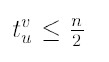 $t_u^v \leq \frac{n}{2}$